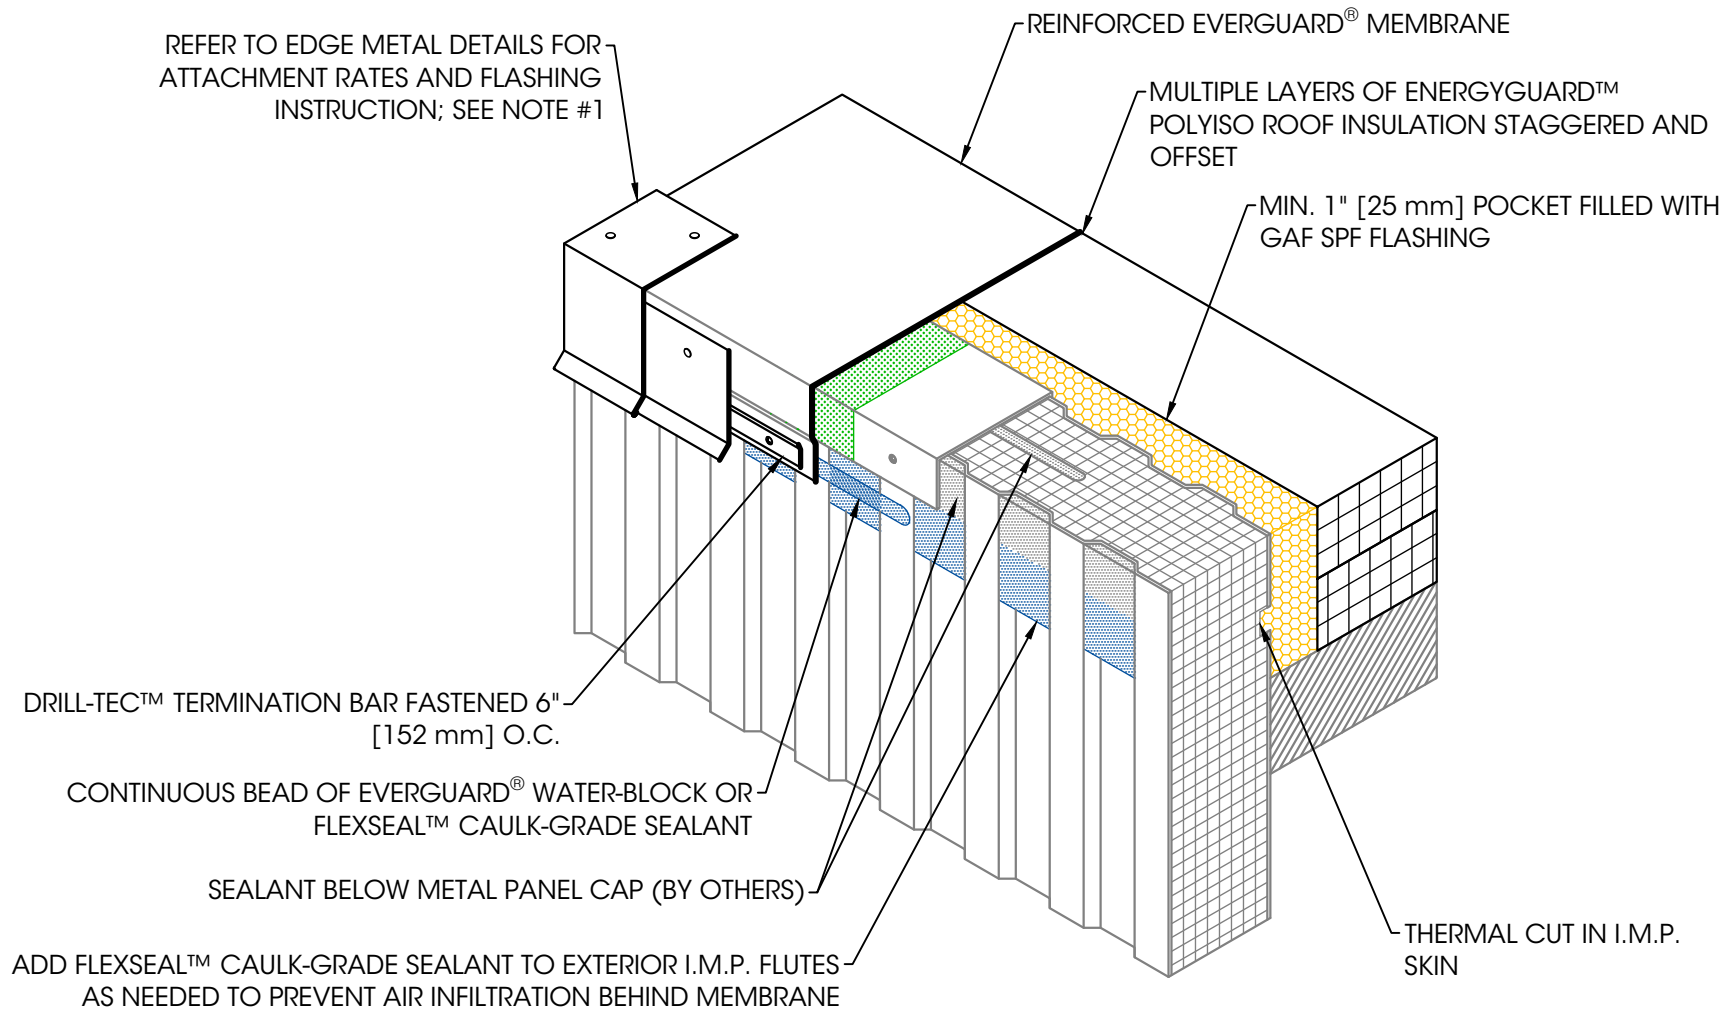 REFER TO EDGE METAL DETAILS FOR
ATTACHMENT RATES AND FLASHING
INSTRUCTION; SEE NOTE #1
REINFORCED EVERGUARD® MEMBRANE
MULTIPLE LAYERS OF ENERGYGUARD™
POLYISO ROOF INSULATION STAGGERED AND
OFFSET
MIN. 1" [25 mm] POCKET FILLED WITH
GAF SPF FLASHING
DRILL-TEC™ TERMINATION BAR FASTENED 6"
[152 mm] O.C.
CONTINUOUS BEAD OF EVERGUARD® WATER-BLOCK OR
FLEXSEAL™ CAULK-GRADE SEALANT
SEALANT BELOW METAL PANEL CAP (BY OTHERS)
ADD FLEXSEAL™ CAULK-GRADE SEALANT TO EXTERIOR I.M.P. FLUTES
AS NEEDED TO PREVENT AIR INFILTRATION BEHIND MEMBRANE
THERMAL CUT IN I.M.P.
SKIN